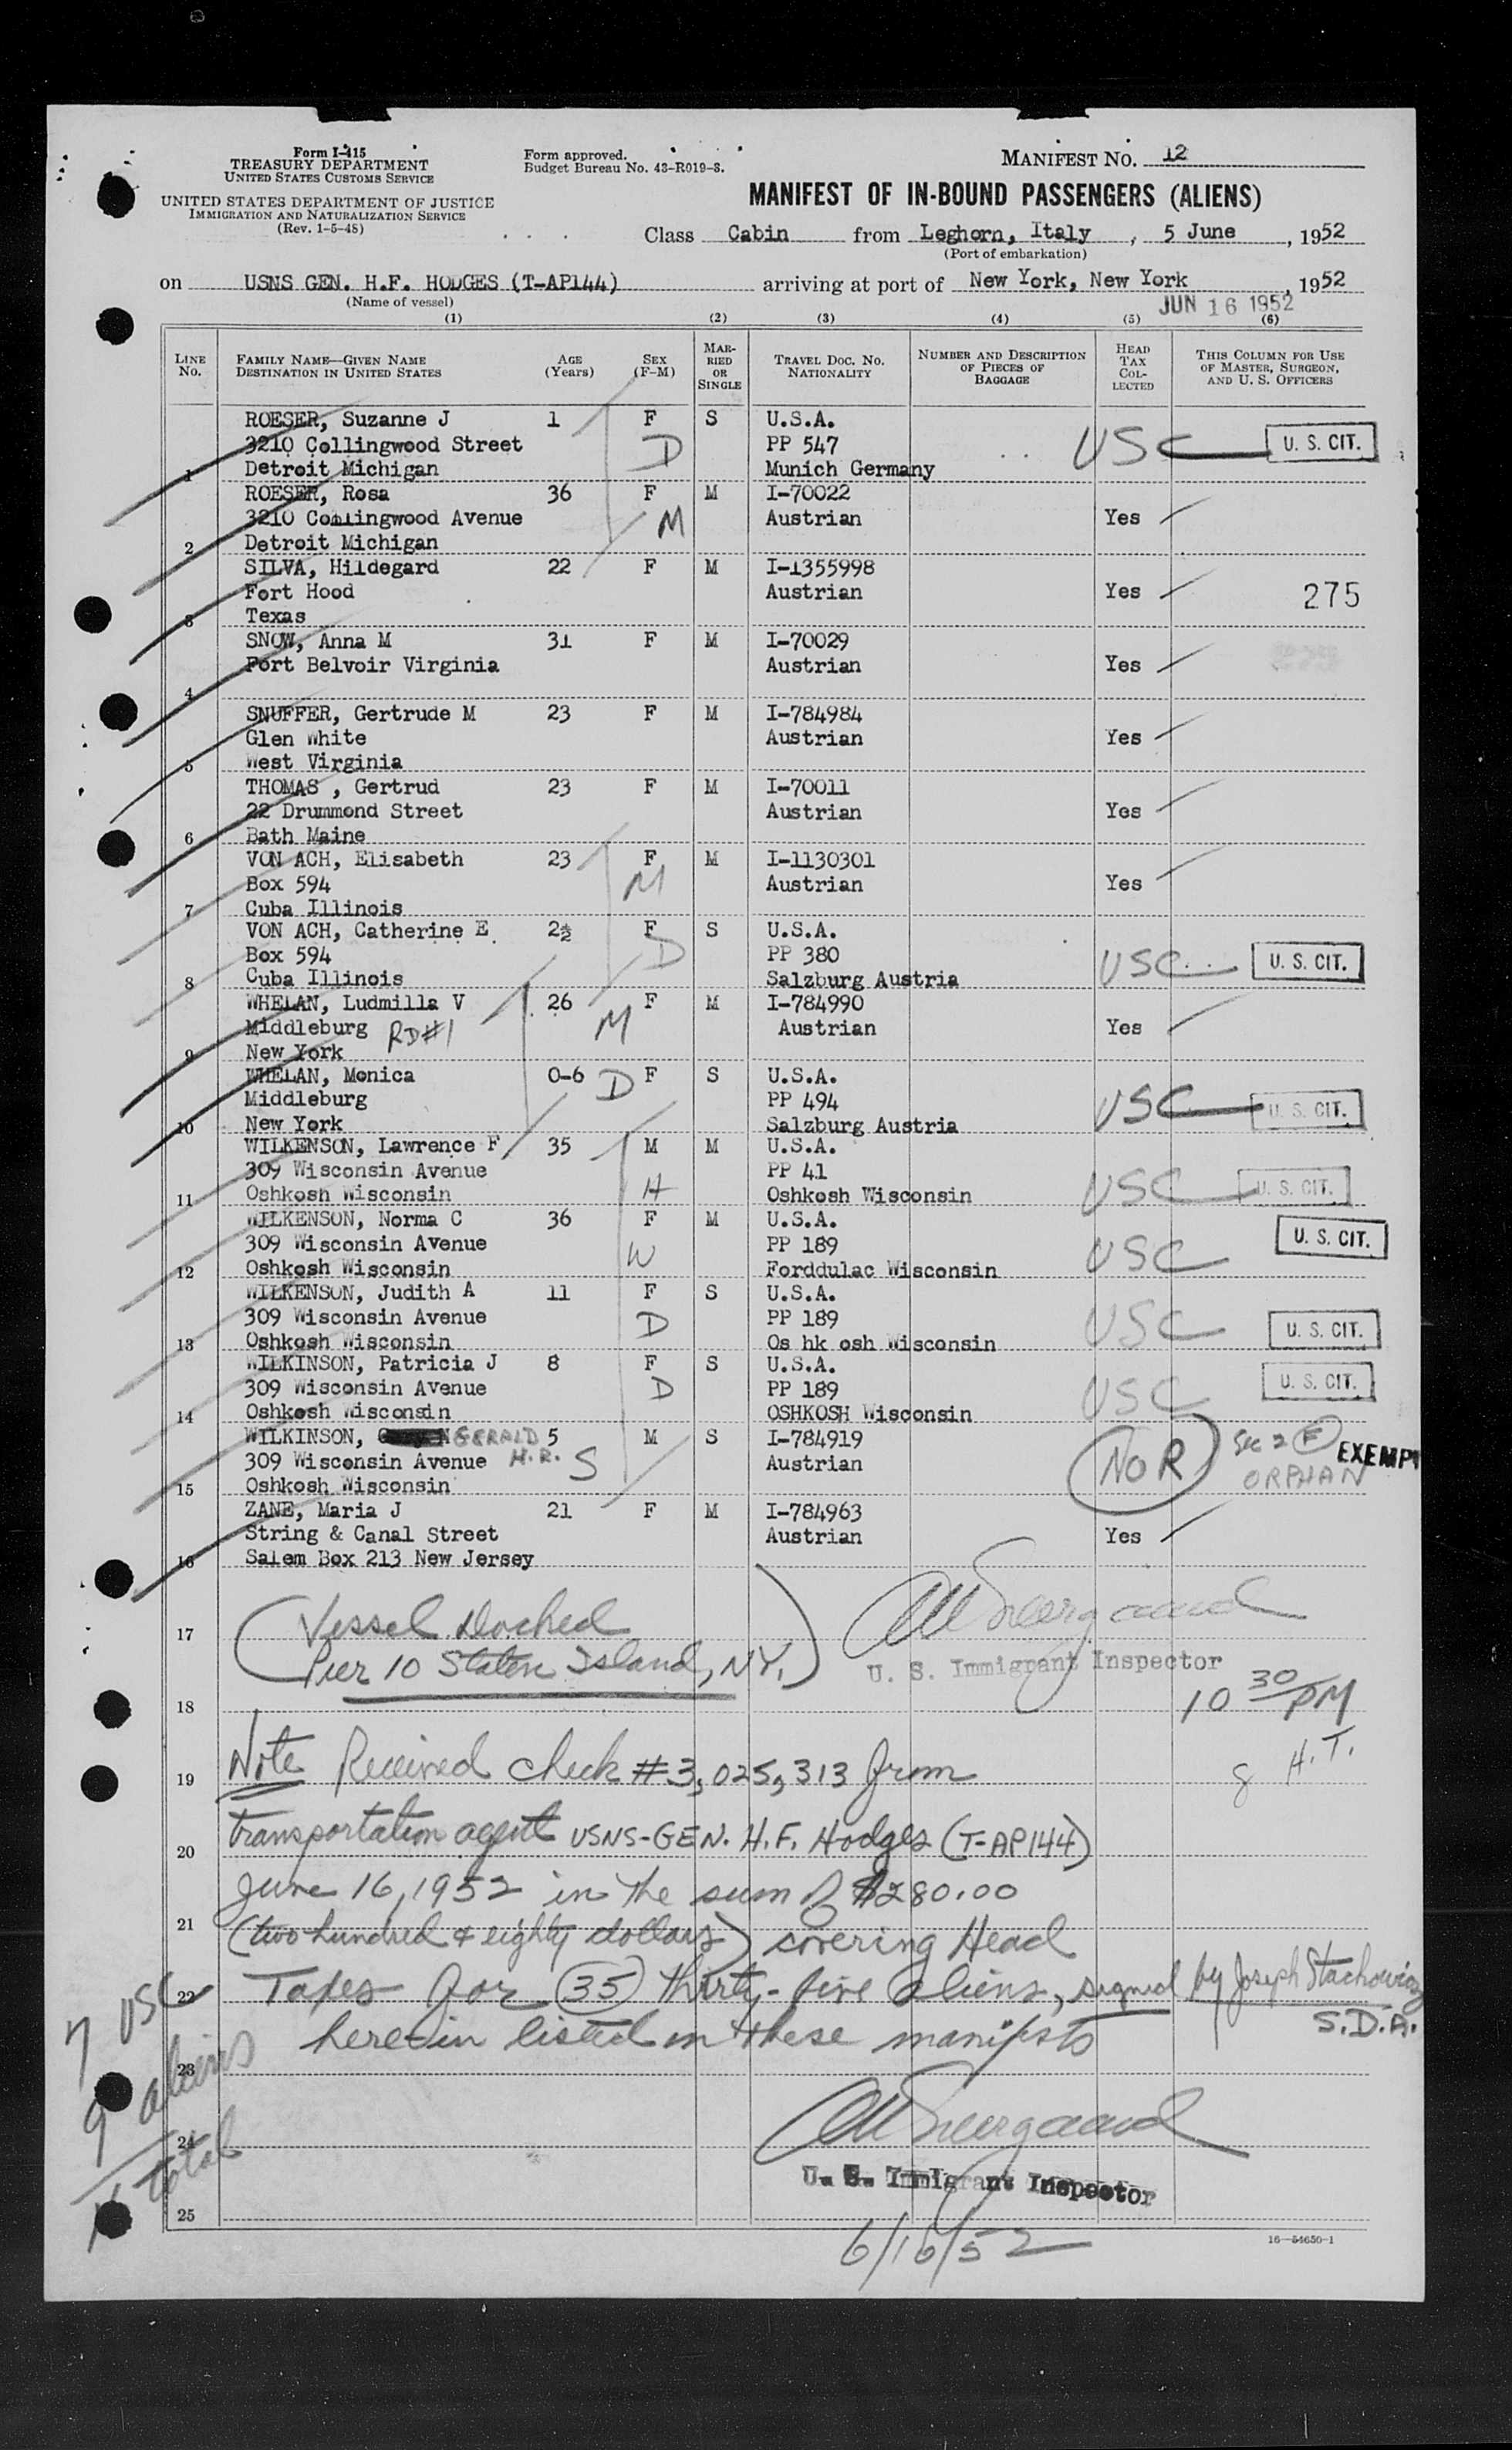 Form I-415
TREASURY DEPARTMENT
UNITED STATES CUSTOMS SERVICE
UNITED STATES DEPARTMENT OF JUSTICE
IMMIGRATION AND NATURALIZATION SERVICE
(Rev. 1-5-48)
Form approved.
Budget Bureau No. 43-R019-3.
MANIFEST NO. 12
MANIFEST OF IN-BOUND PASSENGERS (ALIENS)
Class Cabin from Leghorn, Italy, 5 June, 1952
(Port of embarkation)
on USNS GEN. H.F. HODGES (T-AP144) arriving at port of New York, New York, 1952
(Name of vessel)
JUN 16 1952
(1) (2) (3) (4) (5) (6)
LINE NO. FAMILY NAME—GIVEN NAME DESTINATION IN UNITED STATES AGE (Years) SEX (F-M) MARRIED OR SINGLE TRAVEL DOC. NO. NATIONALITY NUMBER AND DESCRIPTION OF PIECES OF BAGGAGE HEAD TAX COLLECTED THIS COLUMN FOR USE OF MASTER, SURGEON, AND U. S. OFFICERS
ROESER, Suzanne J 1 F S U.S.A.
3210 Collingwood Street D PP 547 USC U. S. CIT.
1 Detroit Michigan Munich Germany
ROESER, Rosa 36 F M I-70022
3210 Collingwood Avenue M Austrian Yes
2 Detroit Michigan
SILVA, Hildegard 22 F M I-1355998
Fort Hood Austrian Yes 275
3 Texas
SNOW, Anna M 31 F M I-70029
Fort Belvoir Virginia Austrian Yes
4
SNUFFER, Gertrude M 23 F M I-784984
Glen White Austrian Yes
5 West Virginia
THOMAS , Gertrud 23 F M I-70011
22 Drummond Street Austrian Yes
6 Bath Maine
VON ACH, Elisabeth 23 F M I-1130301
Box 594 M Austrian Yes
7 Cuba Illinois
VON ACH, Catherine E 2½ F S U.S.A.
Box 594 D PP 380 USC U. S. CIT.
8 Cuba Illinois Salzburg Austria
WHELAN, Ludmilla V 26 F M I-784990
Middleburg RD#1 M Austrian Yes
9 New York
WHELAN, Monica 0-6 D F S U.S.A.
Middleburg PP 494 USC U. S. CIT.
10 New York Salzburg Austria
WILKENSON, Lawrence F 35 M M U.S.A.
309 Wisconsin Avenue H PP 41 USC U. S. CIT.
11 Oshkosh Wisconsin Oshkosh Wisconsin
WILKENSON, Norma C 36 F M U.S.A. U. S. CIT.
309 Wisconsin Avenue W PP 189 USC
12 Oshkosh Wisconsin Forddulac Wisconsin
WILKENSON, Judith A 11 F S U.S.A.
309 Wisconsin Avenue D PP 189 USC U. S. CIT.
13 Oshkosh Wisconsin Os hk osh Wisconsin
WILKINSON, Patricia J 8 F S U.S.A.
309 Wisconsin Avenue D PP 189 USC U. S. CIT.
14 Oshkosh Wisconsin OSHKOSH Wisconsin
WILKINSON, GERALD 5 M S I-784919 Sec 2 F EXEMPT
309 Wisconsin Avenue H.R. S Austrian NOR ORPHAN
15 Oshkosh Wisconsin
ZANE, Maria J 21 F M I-784963
String & Canal Street Austrian Yes
16 Salem Box 213 New Jersey
17 (Vessel Docked
Pier 10 Staten Island, N.Y.)
U. S. Immigrant Inspector
18 10 30 PM
19 Note Received check #3,025,313 from 8 H.T.
20 transportation agent USNS-GEN. H.F. Hodges (T-AP144)
June 16, 1952 in the sum of $280.00
21 (two hundred & eighty dollars) covering Head
22 Taxes for (35) thirty-five aliens, signed by Joseph Stachowicz
S.D.A.
herein listed on these manifests
7 USC
9 aliens
16 total
23
24
U. S. Immigrant Inspector
25
6/16/52
16—54650-1